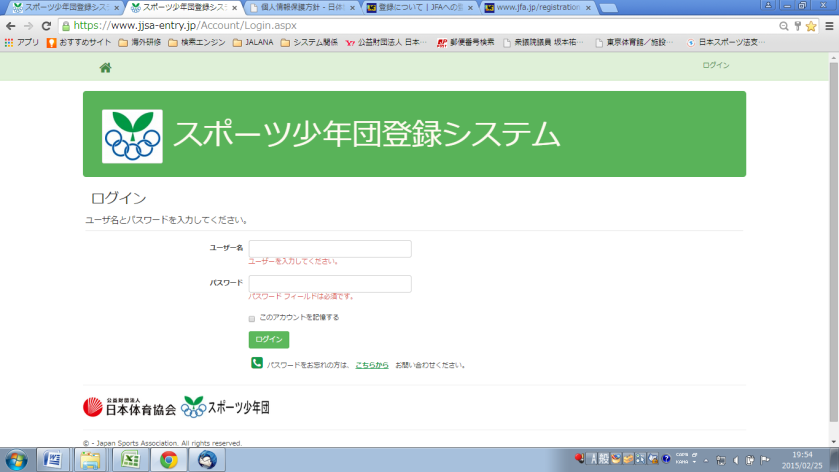 スポーツ少年団登録システ
スポーツ少年団登録シス
個人情報保護方針 - 日体
登録について｜JFAへの
www.jfa.jp/registration
https://www.jjsa-entry.jp/Account/Login.aspx
アプリ おすすめサイト 海外研修 検索エンジン JALANA システム関係 公益財団法人 日本… 郵便番号検索 衆議院議員 坂本祐… 東京体育館／施設… 日本スポーツ法支…
ログイン
スポーツ少年団登録システム
ログイン
ユーザ名とパスワードを入力してください。
ユーザー名
ユーザーを入力してください。
パスワード
パスワード フィールドは必須です。
このアカウントを記憶する
ログイン
パスワードをお忘れの方は、 こちらから お問い合わせください。
公益財団法人
日本体育協会 スポーツ少年団
© - Japan Sports Association. All rights reserved.
般
CAPS
KANA
19:54
2015/02/25